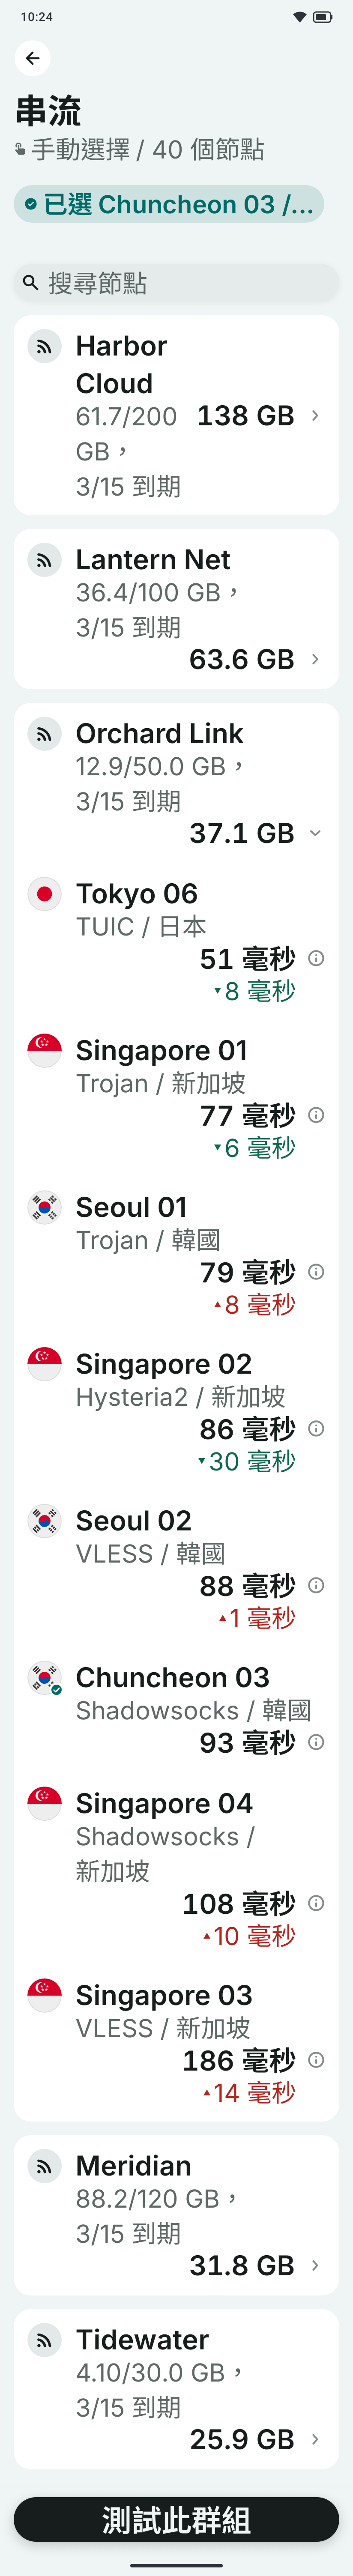 10:24
串流
手動選擇 / 40 個節點
已選 Chuncheon 03 /...
搜尋節點
Harbor
Cloud
61.7/200
GB，
3/15 到期
138 GB
Lantern Net
36.4/100 GB，
3/15 到期
63.6 GB
Orchard Link
12.9/50.0 GB，
3/15 到期
37.1 GB
Tokyo 06
TUIC / 日本
51 毫秒
▼8 毫秒
Singapore 01
Trojan / 新加坡
77 毫秒
▼6 毫秒
Seoul 01
Trojan / 韓國
79 毫秒
▲8 毫秒
Singapore 02
Hysteria2 / 新加坡
86 毫秒
▼30 毫秒
Seoul 02
VLESS / 韓國
88 毫秒
▲1 毫秒
Chuncheon 03
Shadowsocks / 韓國
93 毫秒
Singapore 04
Shadowsocks /
新加坡
108 毫秒
▲10 毫秒
Singapore 03
VLESS / 新加坡
186 毫秒
▲14 毫秒
Meridian
88.2/120 GB，
3/15 到期
31.8 GB
Tidewater
4.10/30.0 GB，
3/15 到期
25.9 GB
測試此群組